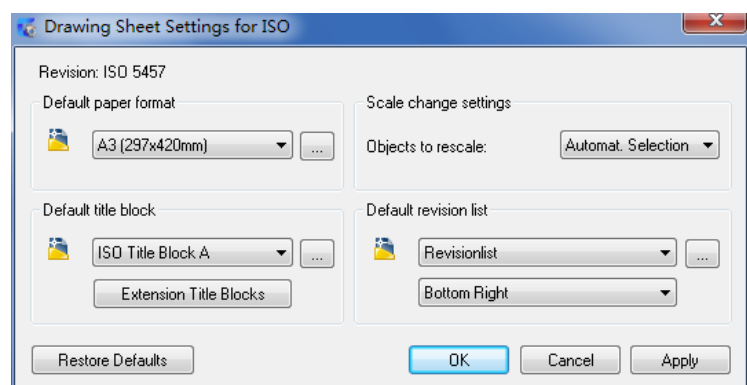 Drawing Sheet Settings for ISO
Revision: ISO 5457
Default paper format
A3 (297x420mm)
...
Scale change settings
Objects to rescale:
Automat. Selection
Default title block
ISO Title Block A
...
Extension Title Blocks
Default revision list
Revisionlist
...
Bottom Right
Restore Defaults
OK
Cancel
Apply